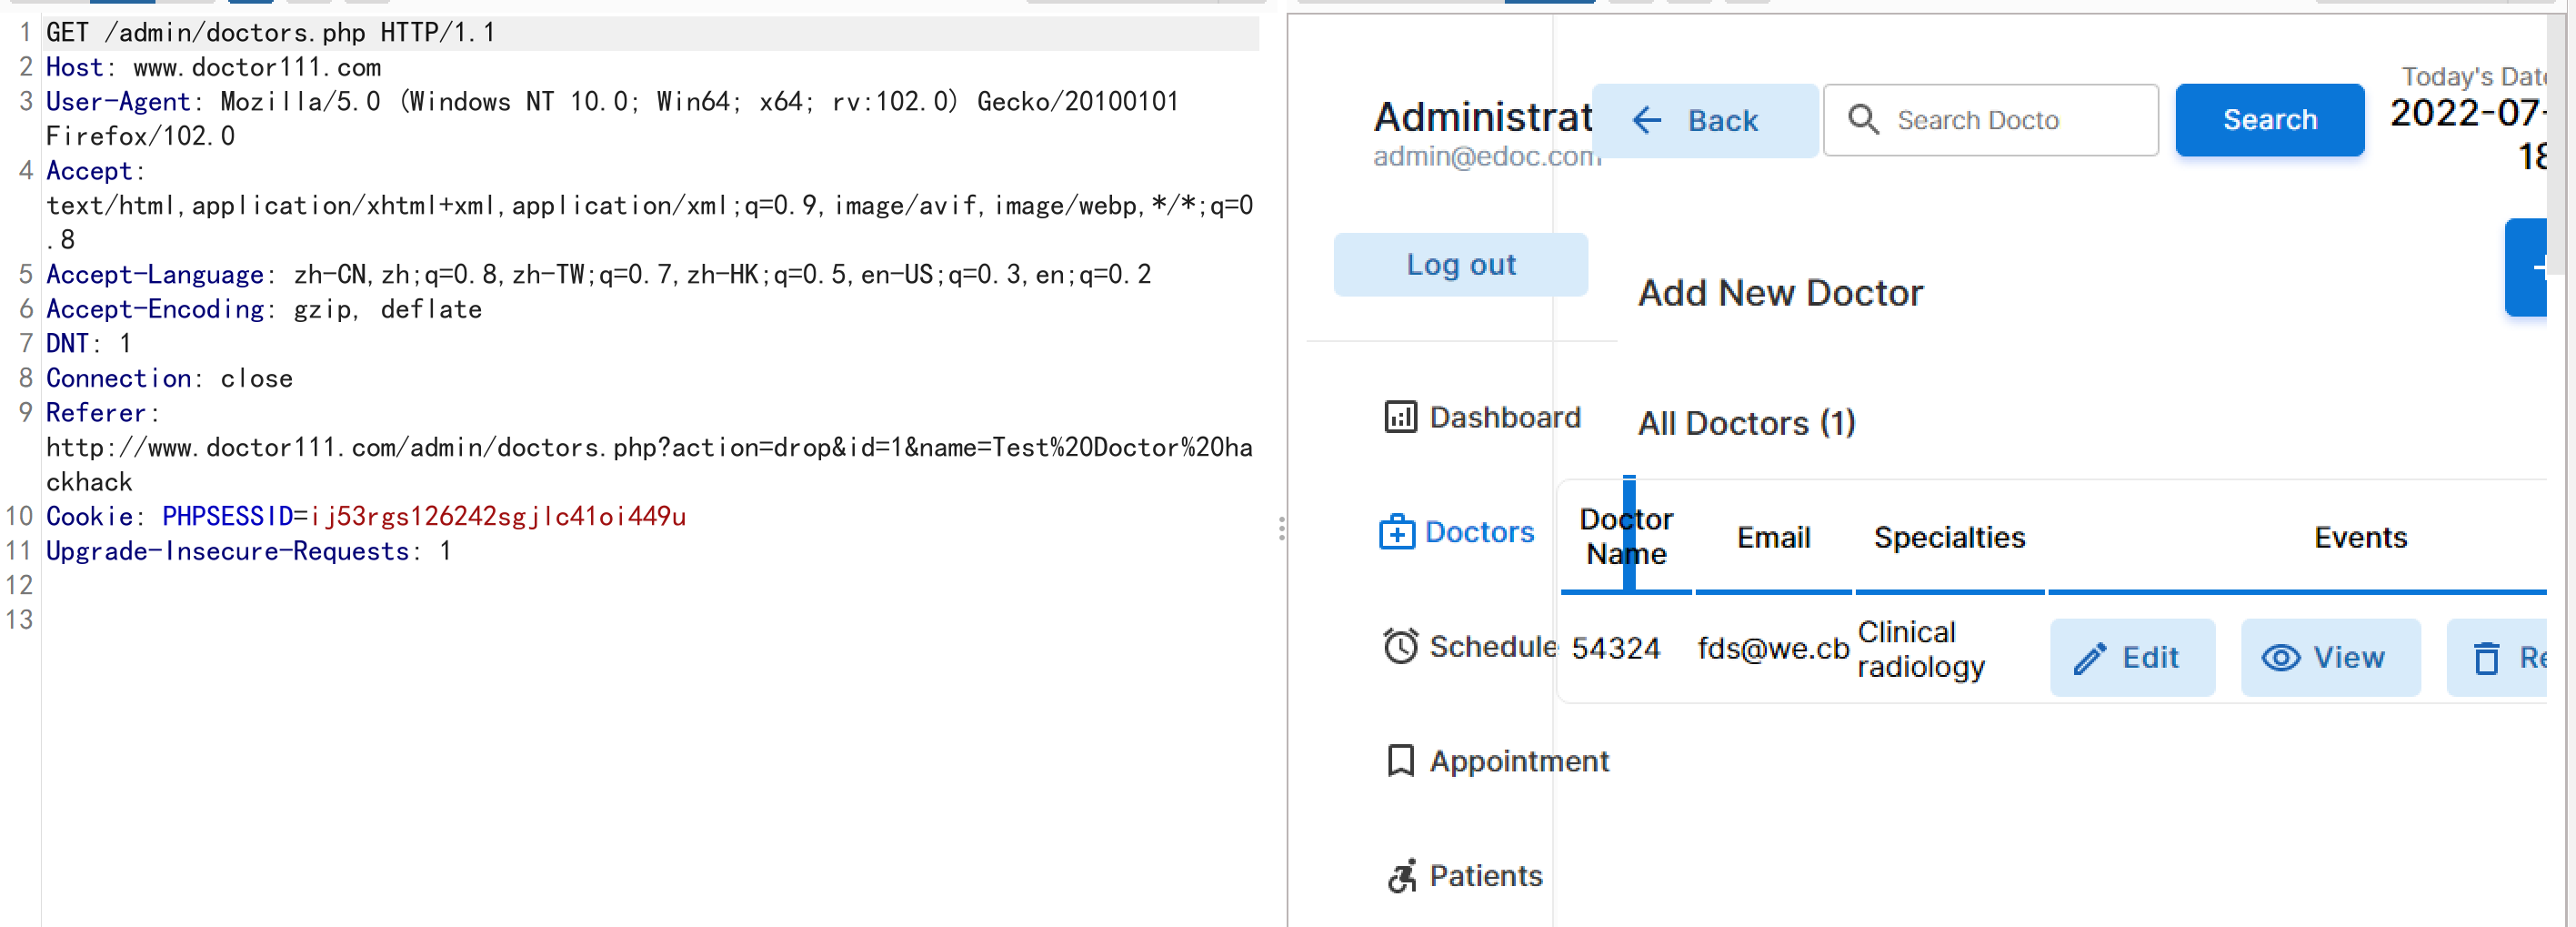 1 GET /admin/doctors.php HTTP/1.1
2 Host: www.doctor111.com
3 User-Agent: Mozilla/5.0 (Windows NT 10.0; Win64; x64; rv:102.0) Gecko/20100101
Firefox/102.0
4 Accept:
text/html,application/xhtml+xml,application/xml;q=0.9,image/avif,image/webp,*/*;q=0
.8
5 Accept-Language: zh-CN,zh;q=0.8,zh-TW;q=0.7,zh-HK;q=0.5,en-US;q=0.3,en;q=0.2
6 Accept-Encoding: gzip, deflate
7 DNT: 1
8 Connection: close
9 Referer:
http://www.doctor111.com/admin/doctors.php?action=drop&id=1&name=Test%20Doctor%20ha
ckhack
10 Cookie: PHPSESSID=ij53rgs126242sgjlc41oi449u
11 Upgrade-Insecure-Requests: 1
12
13
Administrat
admin@edoc.com
Log out
Dashboard
Doctors
Schedule
Appointment
Patients
Back
Search Docto
Search
Today's Date
2022-07-
18
Add New Doctor
All Doctors (1)
Doctor
Name
Email
Specialties
Events
54324
fds@we.cb
Clinical
radiology
Edit
View
Re